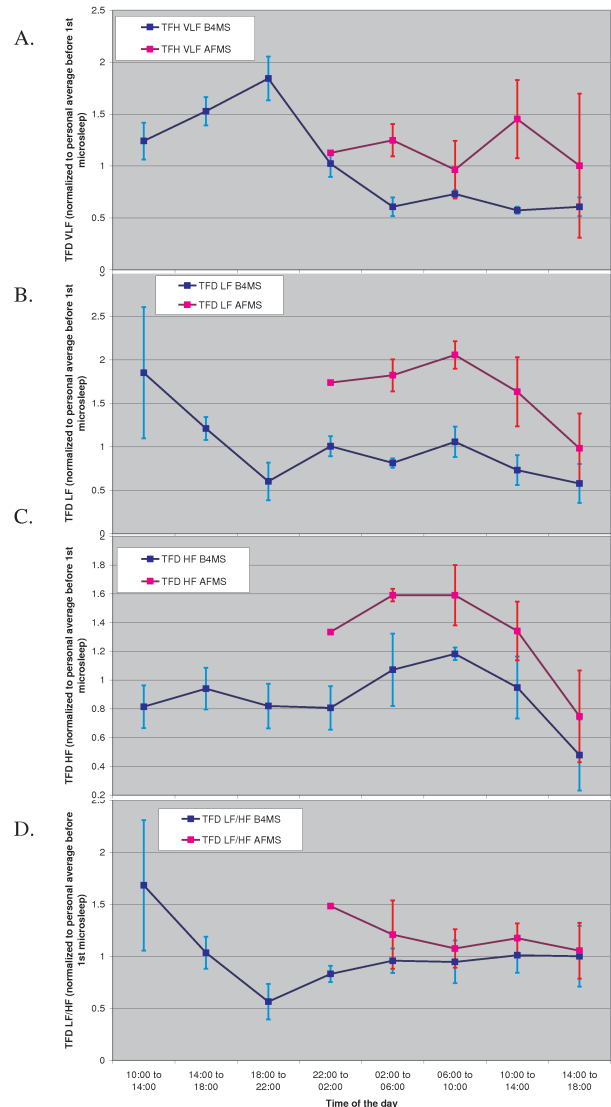 A.
TFH VLF B4MS
TFH VLF AFMS
TFD VLF (normalized to personal average before 1st
microsleep)
2.5
2
1.5
1
0.5
0
B.
TFD LF B4MS
TFD LF AFMS
TFD LF (normalized to personal average before 1st
microsleep)
3
2.5
2
1.5
1
0.5
0
C.
TFD HF B4MS
TFD HF AFMS
TFD HF (normalized to personal average before 1st
microsleep)
2
1.8
1.6
1.4
1.2
1
0.8
0.6
0.4
0.2
D.
TFD LF/HF B4MS
TFD LF/HF AFMS
TFD LF/HF (normalized to personal average before
1st microsleep)
2.5
2
1.5
1
0.5
0
10:00 to 14:00 to 18:00 to 22:00 to 02:00 to 06:00 to 10:00 to 14:00 to
14:00 18:00 22:00 02:00 06:00 10:00 14:00 18:00
Time of the day